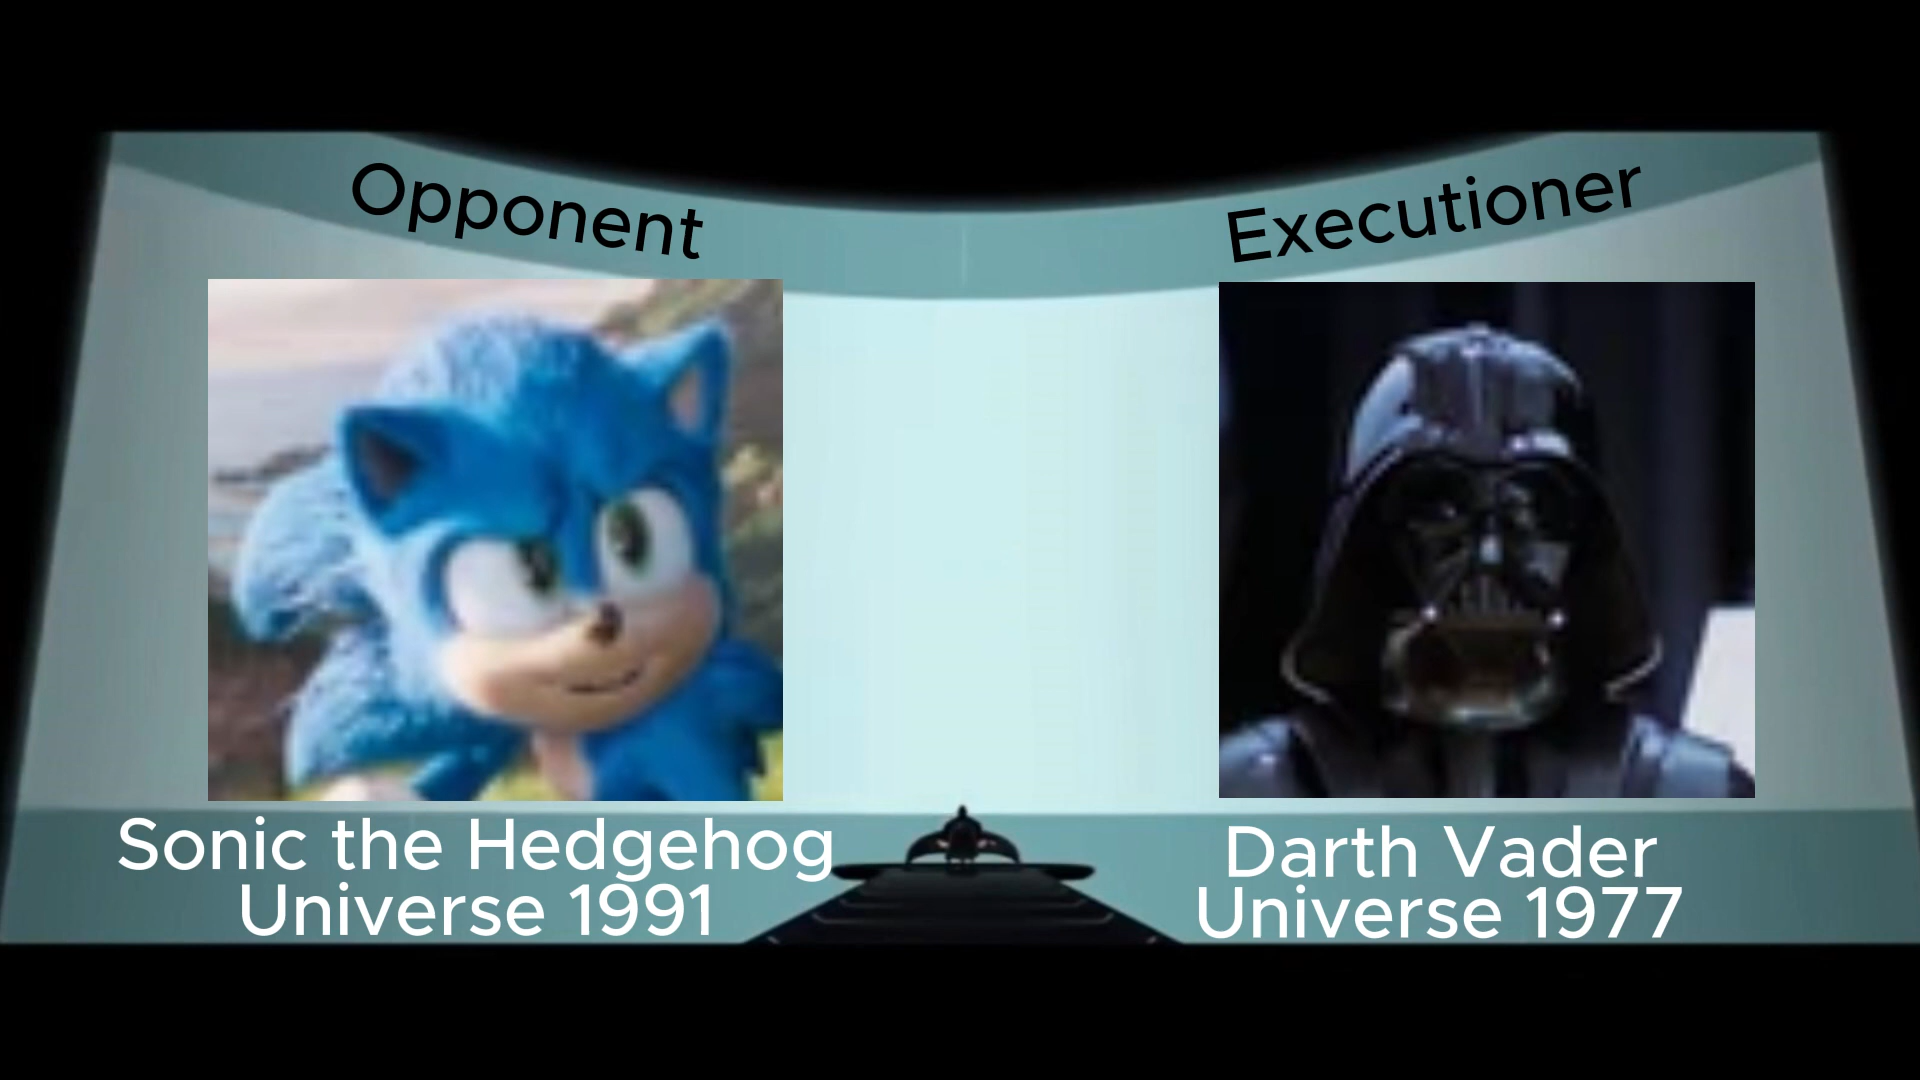 Opponent
Executioner
Sonic the Hedgehog
Universe 1991
Darth Vader
Universe 1977